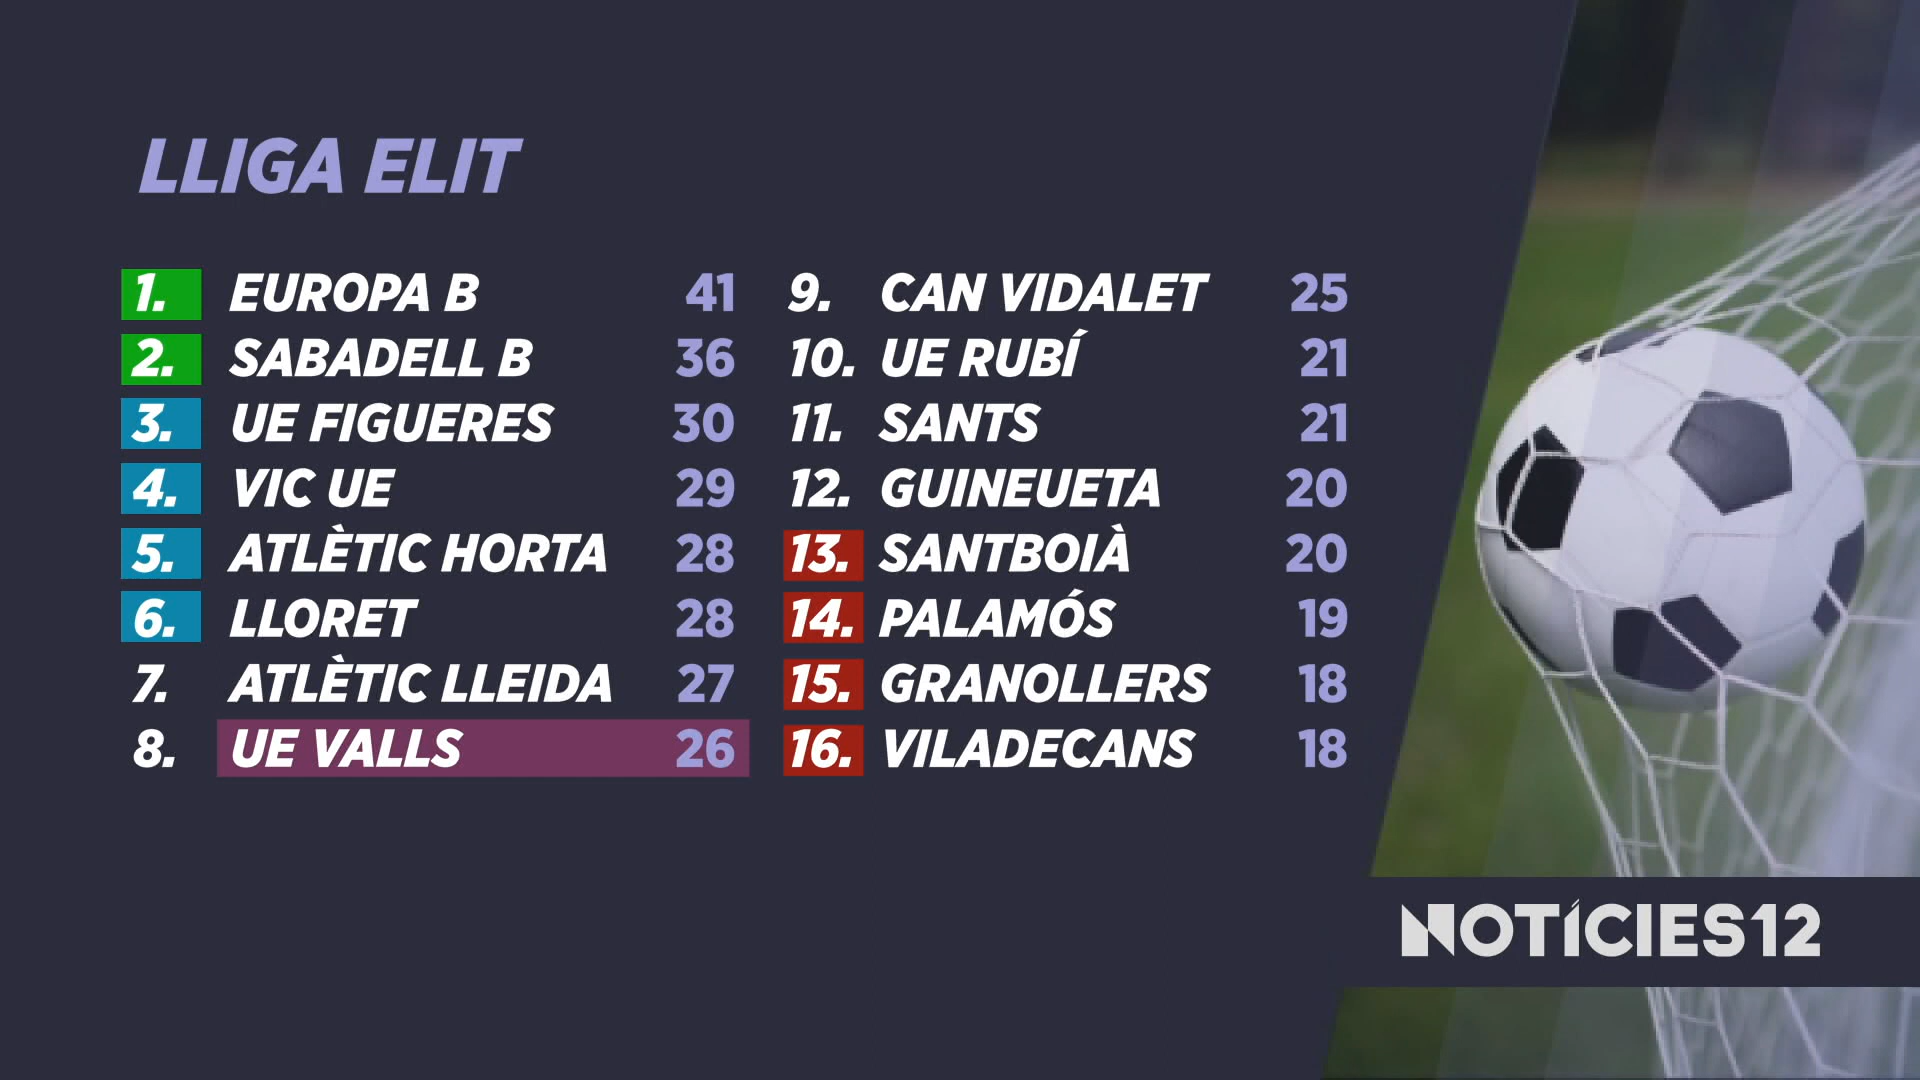 LLIGA ELIT
1. EUROPA B 41
2. SABADELL B 36
3. UE FIGUERES 30
4. VIC UE 29
5. ATLÈTIC HORTA 28
6. LLORET 28
7. ATLÈTIC LLEIDA 27
8. UE VALLS 26
9. CAN VIDALET 25
10. UE RUBÍ 21
11. SANTS 21
12. GUINEUETA 20
13. SANTBOIÀ 20
14. PALAMÓS 19
15. GRANOLLERS 18
16. VILADECANS 18
NOTÍCIES12